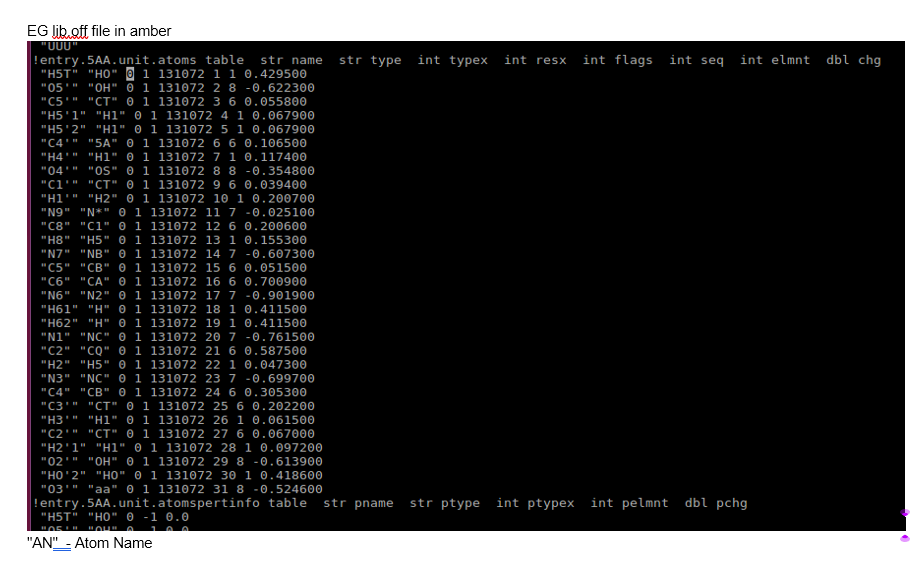 EG lib.off file in amber
"UUU"
!entry.5AA.unit.atoms table  str name  str type  int typex  int resx  int flags  int seq  int elmnt  dbl chg
"H5T" "HO" 0 1 131072 1 1 0.429500
"O5'" "OH" 0 1 131072 2 8 -0.622300
"C5'" "CT" 0 1 131072 3 6 0.055800
"H5'1" "H1" 0 1 131072 4 1 0.067900
"H5'2" "H1" 0 1 131072 5 1 0.067900
"C4'" "5A" 0 1 131072 6 6 0.106500
"H4'" "H1" 0 1 131072 7 1 0.117400
"O4'" "OS" 0 1 131072 8 8 -0.354800
"C1'" "CT" 0 1 131072 9 6 0.039400
"H1'" "H2" 0 1 131072 10 1 0.200700
"N9" "N*" 0 1 131072 11 7 -0.025100
"C8" "C1" 0 1 131072 12 6 0.200600
"H8" "H5" 0 1 131072 13 1 0.155300
"N7" "NB" 0 1 131072 14 7 -0.607300
"C5" "CB" 0 1 131072 15 6 0.051500
"C6" "CA" 0 1 131072 16 6 0.700900
"N6" "N2" 0 1 131072 17 7 -0.901900
"H61" "H" 0 1 131072 18 1 0.411500
"H62" "H" 0 1 131072 19 1 0.411500
"N1" "NC" 0 1 131072 20 7 -0.761500
"C2" "CQ" 0 1 131072 21 6 0.587500
"H2" "H5" 0 1 131072 22 1 0.047300
"N3" "NC" 0 1 131072 23 7 -0.699700
"C4" "CB" 0 1 131072 24 6 0.305300
"C3'" "CT" 0 1 131072 25 6 0.202200
"H3'" "H1" 0 1 131072 26 1 0.061500
"C2'" "CT" 0 1 131072 27 6 0.067000
"H2'1" "H1" 0 1 131072 28 1 0.097200
"O2'" "OH" 0 1 131072 29 8 -0.613900
"HO'2" "HO" 0 1 131072 30 1 0.418600
"O3'" "aa" 0 1 131072 31 8 -0.524600
!entry.5AA.unit.atomspertinfo table  str pname  str ptype  int ptypex  int pelmnt  dbl pchg
"H5T" "HO" 0 -1 0.0
"O5'" "OH" 0 -1 0.0
"AN" - Atom Name